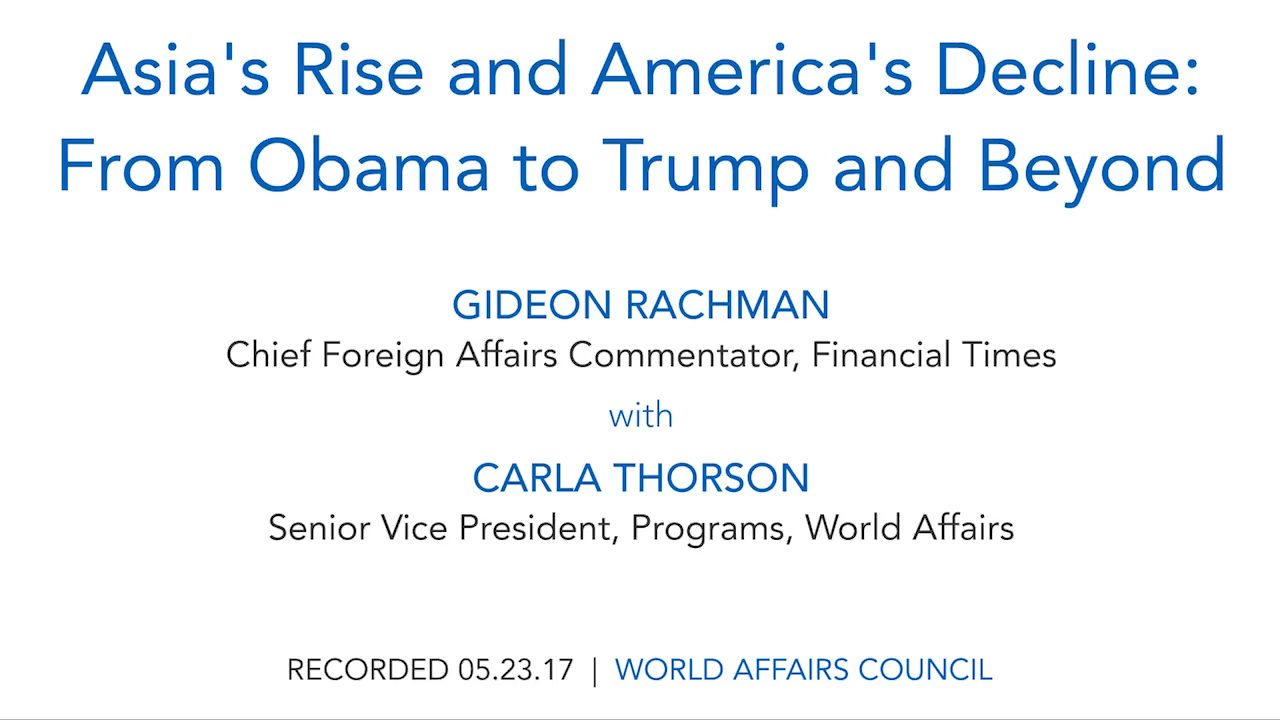 Asia's Rise and America's Decline:
From Obama to Trump and Beyond
GIDEON RACHMAN
Chief Foreign Affairs Commentator, Financial Times
with
CARLA THORSON
Senior Vice President, Programs, World Affairs
RECORDED 05.23.17 | WORLD AFFAIRS COUNCIL